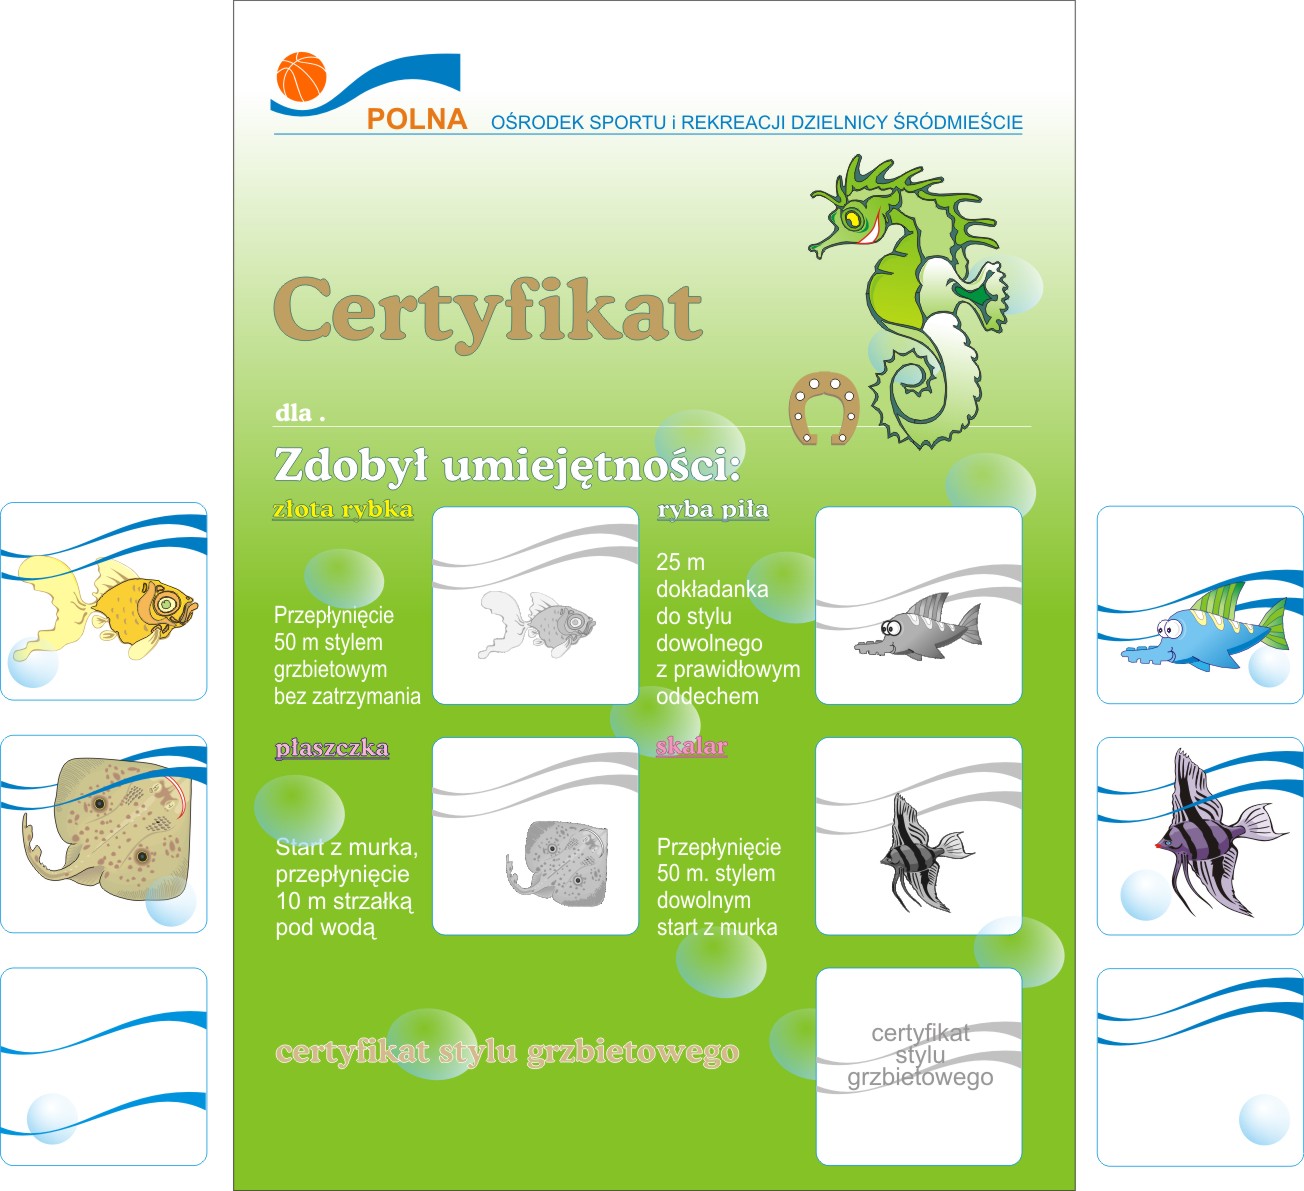 POLNA OŚRODEK SPORTU i REKREACJI DZIELNICY ŚRÓDMIEŚCIE
Certyfikat
dla .
Zdobył umiejętności:
złota rybka
Przepłynięcie
50 m stylem
grzbietowym
bez zatrzymania
ryba piła
25 m
dokładanka
do stylu
dowolnego
z prawidłowym
oddechem
płaszczka
Start z murka,
przepłynięcie
10 m strzałką
pod wodą
skalar
Przepłynięcie
50 m. stylem
dowolnym
start z murka
certyfikat stylu grzbietowego
certyfikat
stylu
grzbietowego